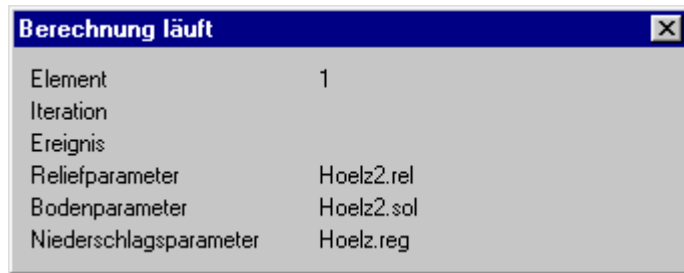 Berechnung läuft
Element 1
Iteration
Ereignis
Reliefparameter Hoelz2.rel
Bodenparameter Hoelz2.sol
Niederschlagsparameter Hoelz.reg